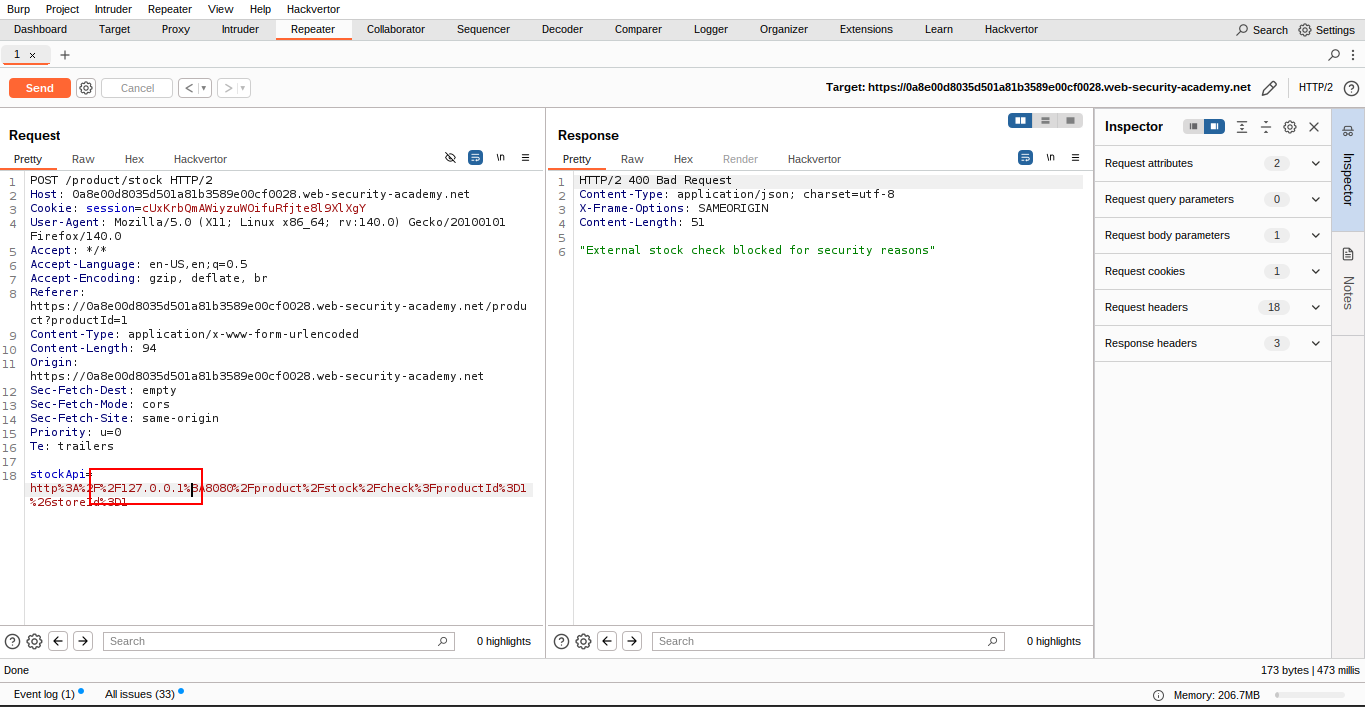 Burp Project Intruder Repeater View Help Hackvertor
Dashboard Target Proxy Intruder Repeater Collaborator Sequencer Decoder Comparer Logger Organizer Extensions Learn Hackvertor Search Settings
1 × +
Send Cancel < > Target: https://0a8e00d8035d501a81b3589e00cf0028.web-security-academy.net HTTP/2
Request
Pretty Raw Hex Hackvertor \n
1 POST /product/stock HTTP/2
2 Host: 0a8e00d8035d501a81b3589e00cf0028.web-security-academy.net
3 Cookie: session=cUxKrbQmAWiyzuWOifuRfjte8l9XlXgY
4 User-Agent: Mozilla/5.0 (X11; Linux x86_64; rv:140.0) Gecko/20100101
Firefox/140.0
5 Accept: */*
6 Accept-Language: en-US,en;q=0.5
7 Accept-Encoding: gzip, deflate, br
8 Referer:
https://0a8e00d8035d501a81b3589e00cf0028.web-security-academy.net/produ
ct?productId=1
9 Content-Type: application/x-www-form-urlencoded
10 Content-Length: 94
11 Origin:
https://0a8e00d8035d501a81b3589e00cf0028.web-security-academy.net
12 Sec-Fetch-Dest: empty
13 Sec-Fetch-Mode: cors
14 Sec-Fetch-Site: same-origin
15 Priority: u=0
16 Te: trailers
17
18 stockApi=
http%3A%2F%2F127.0.0.1%3A8080%2Fproduct%2Fstock%2Fcheck%3FproductId%3D1
%26storeId%3D1
Search 0 highlights
Response
Pretty Raw Hex Render Hackvertor \n
1 HTTP/2 400 Bad Request
2 Content-Type: application/json; charset=utf-8
3 X-Frame-Options: SAMEORIGIN
4 Content-Length: 51
5
6 "External stock check blocked for security reasons"
Search 0 highlights
Inspector
Request attributes 2
Request query parameters 0
Request body parameters 1
Request cookies 1
Request headers 18
Response headers 3
Inspector
Notes
Done 173 bytes | 473 millis
Event log (1) All issues (33) Memory: 206.7MB